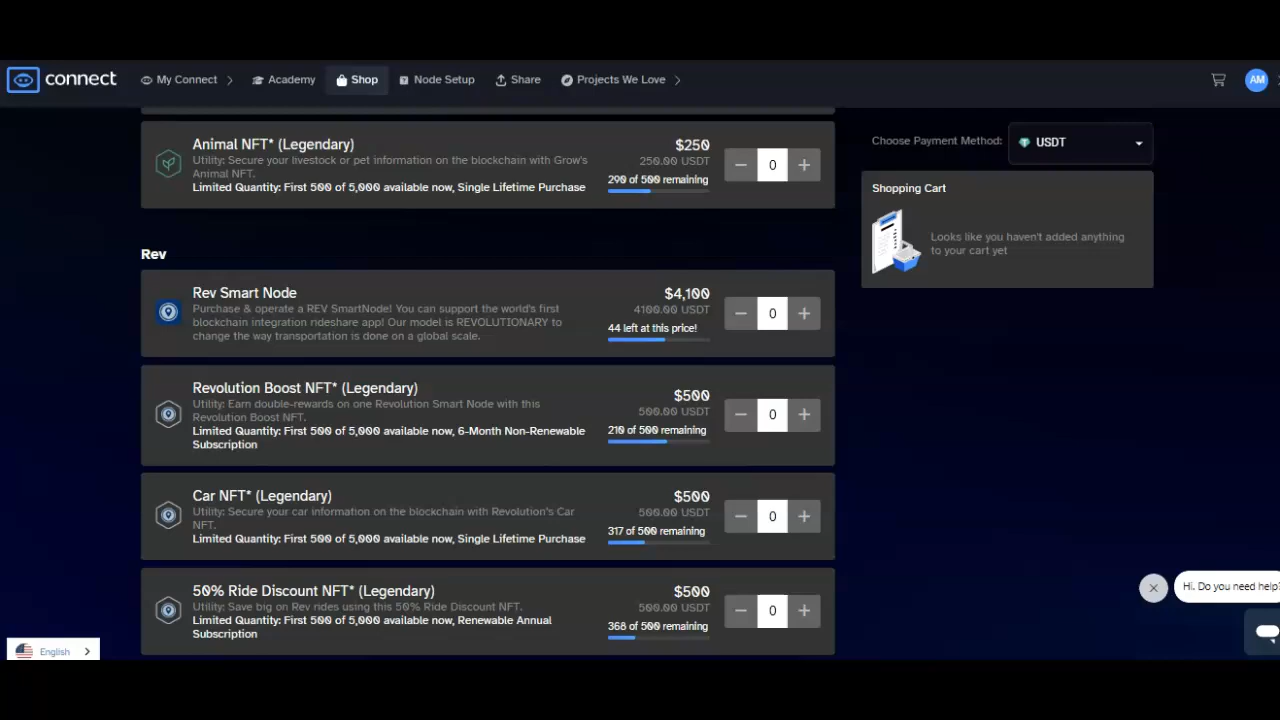 connect
My Connect
Academy
Shop
Node Setup
Share
Projects We Love
AM
Animal NFT* (Legendary)
Utility: Secure your livestock or pet information on the blockchain with Grow's
Animal NFT.
Limited Quantity: First 500 of 5,000 available now, Single Lifetime Purchase
$250
250.00 USDT
290 of 500 remaining
0
Choose Payment Method:
USDT
Shopping Cart
Looks like you haven't added anything
to your cart yet
Rev
Rev Smart Node
Purchase & operate a REV SmartNode! You can support the world's first
blockchain integration rideshare app! Our model is REVOLUTIONARY to
change the way transportation is done on a global scale.
$4,100
4100.00 USDT
44 left at this price!
0
Revolution Boost NFT* (Legendary)
Utility: Earn double-rewards on one Revolution Smart Node with this
Revolution Boost NFT.
Limited Quantity: First 500 of 5,000 available now, 6-Month Non-Renewable
Subscription
$500
500.00 USDT
210 of 500 remaining
0
Car NFT* (Legendary)
Utility: Secure your car information on the blockchain with Revolution's Car
NFT.
Limited Quantity: First 500 of 5,000 available now, Single Lifetime Purchase
$500
500.00 USDT
317 of 500 remaining
0
50% Ride Discount NFT* (Legendary)
Utility: Save big on Rev rides using this 50% Ride Discount NFT.
Limited Quantity: First 500 of 5,000 available now, Renewable Annual
Subscription
$500
500.00 USDT
368 of 500 remaining
0
Hi. Do you need help?
English